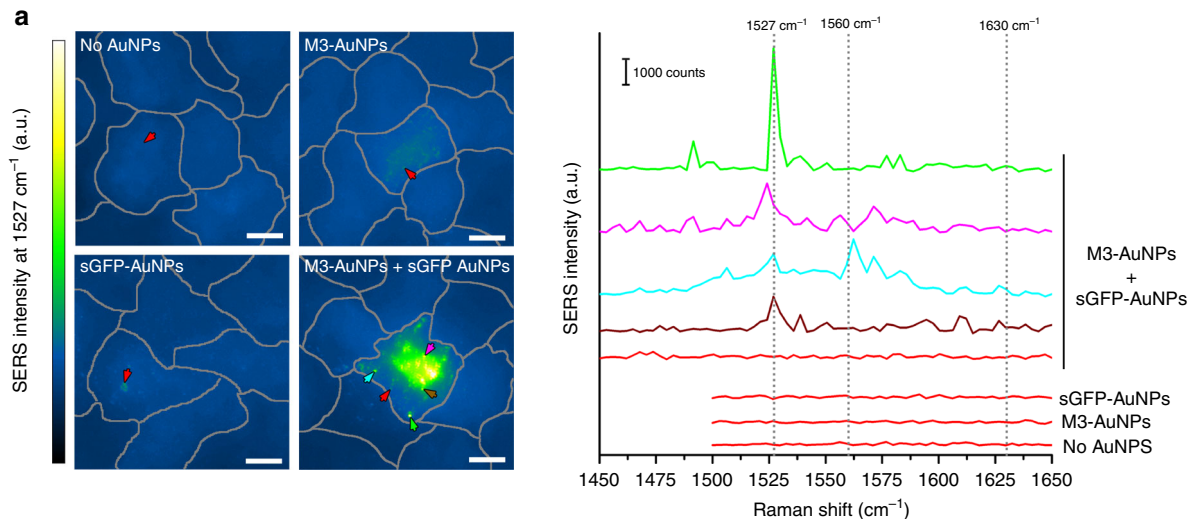 a
SERS intensity at 1527 cm⁻¹ (a.u.)
No AuNPs
M3-AuNPs
sGFP-AuNPs
M3-AuNPs + sGFP AuNPs
1527 cm⁻¹
1560 cm⁻¹
1630 cm⁻¹
1000 counts
SERS intensity (a.u.)
M3-AuNPs
+
sGFP-AuNPs
sGFP-AuNPs
M3-AuNPs
No AuNPS
1450 1475 1500 1525 1550 1575 1600 1625 1650
Raman shift (cm⁻¹)